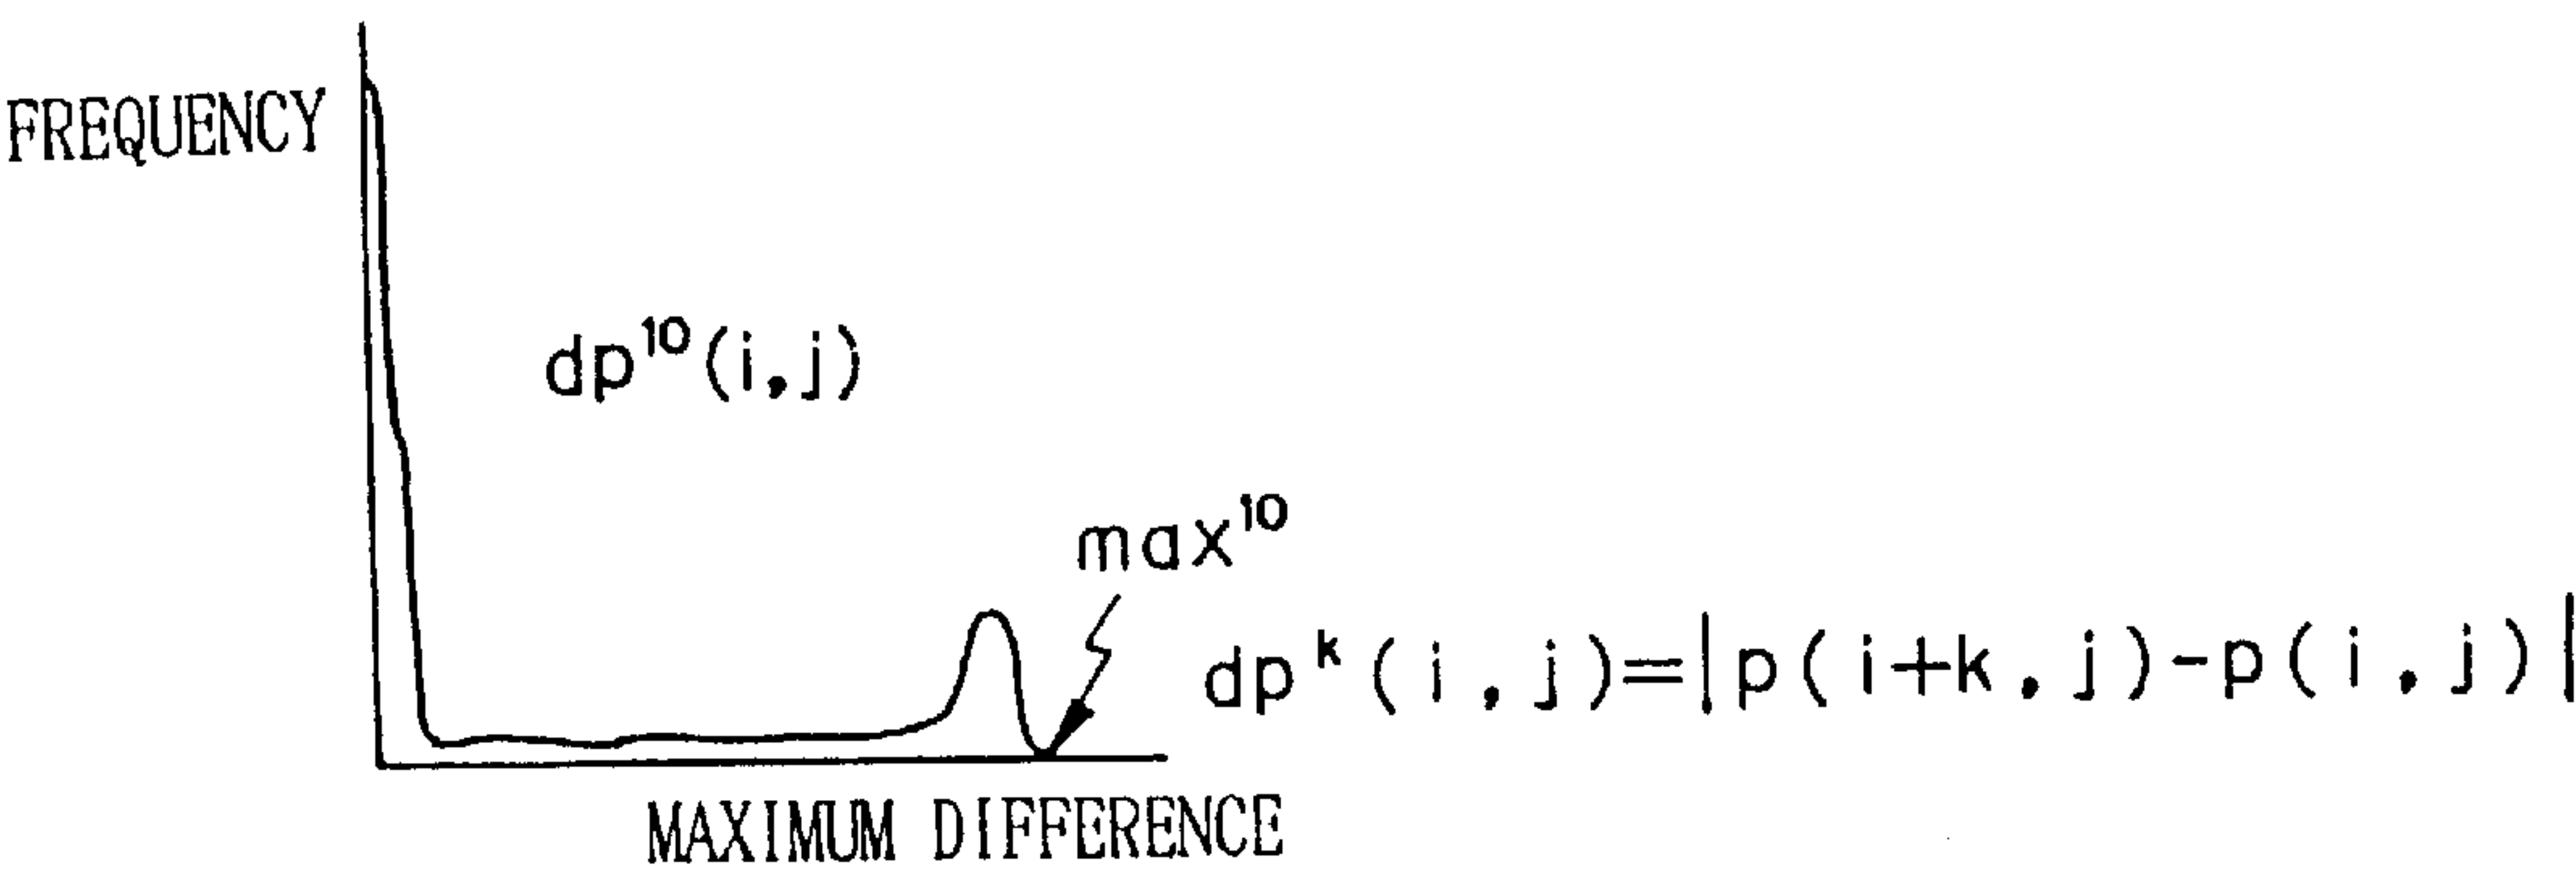 FREQUENCY
dp¹⁰(i,j)
max¹⁰
dpᵏ(i,j)=|p(i+k,j)-p(i,j)|
MAXIMUM DIFFERENCE